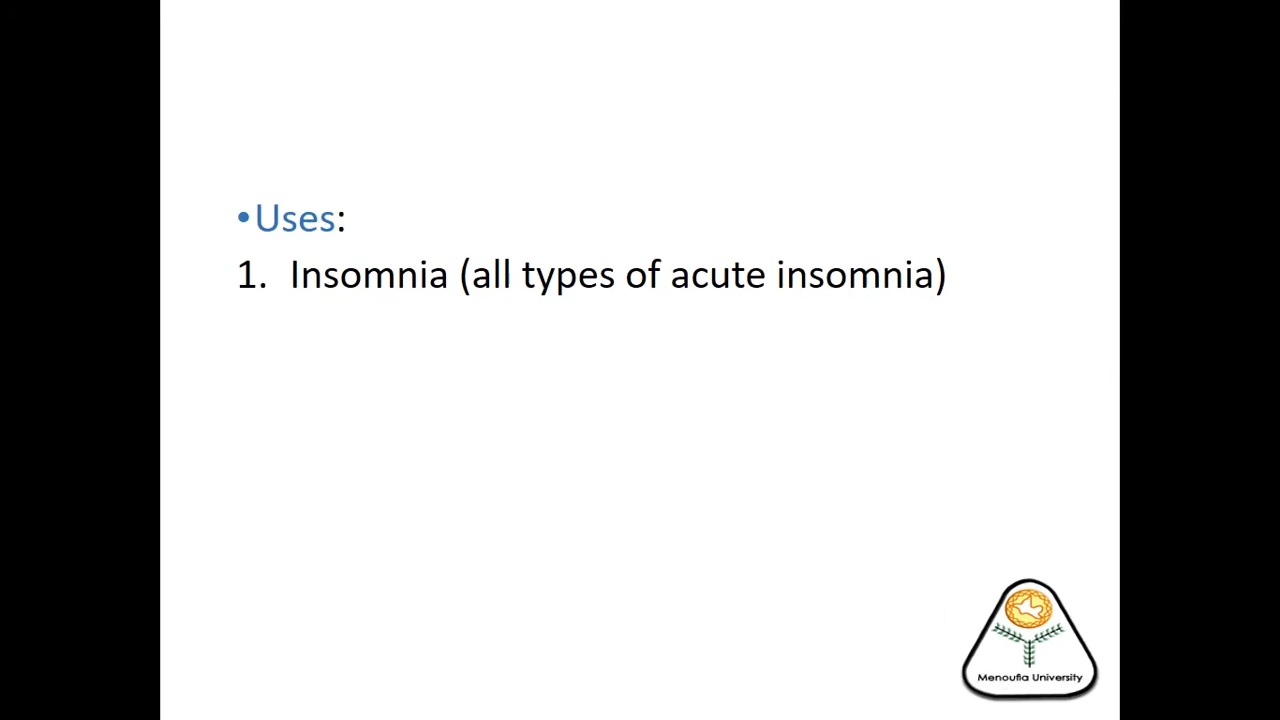 •Uses:
1. Insomnia (all types of acute insomnia)
Menoufia University